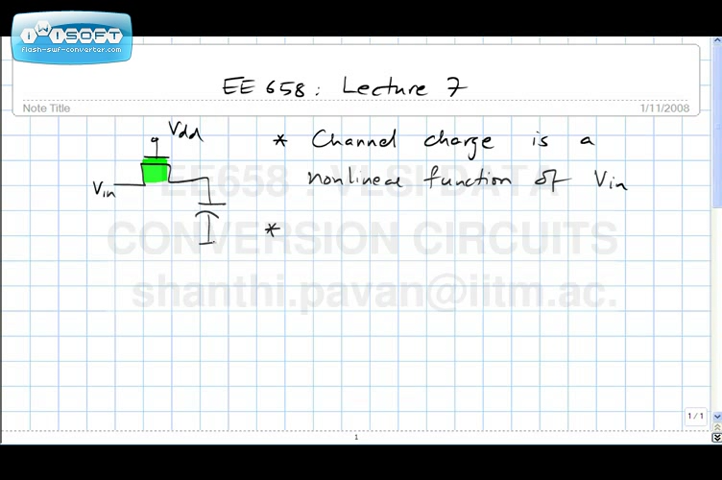 iWiSOFT
flash-swf-converter.com
EE 658 : Lecture 7
Note Title
1/11/2008
Vdd
* Channel charge is a
Vin
nonlinear function of Vin
*
EE658 : VLSI DATA
CONVERSION CIRCUITS
shanthi.pavan@iitm.ac.
1/1
1